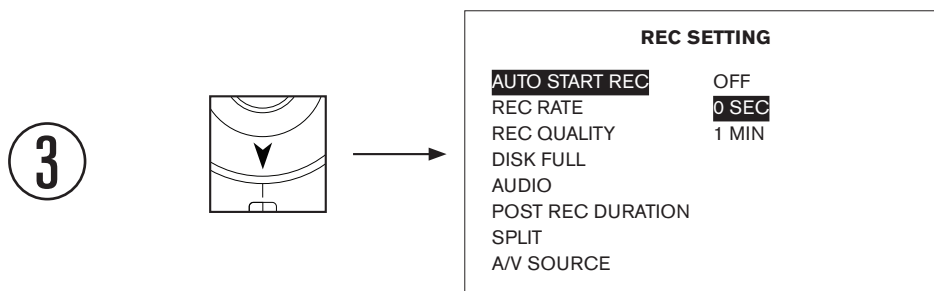 3
REC SETTING
AUTO START REC OFF
REC RATE 0 SEC
REC QUALITY 1 MIN
DISK FULL
AUDIO
POST REC DURATION
SPLIT
A/V SOURCE